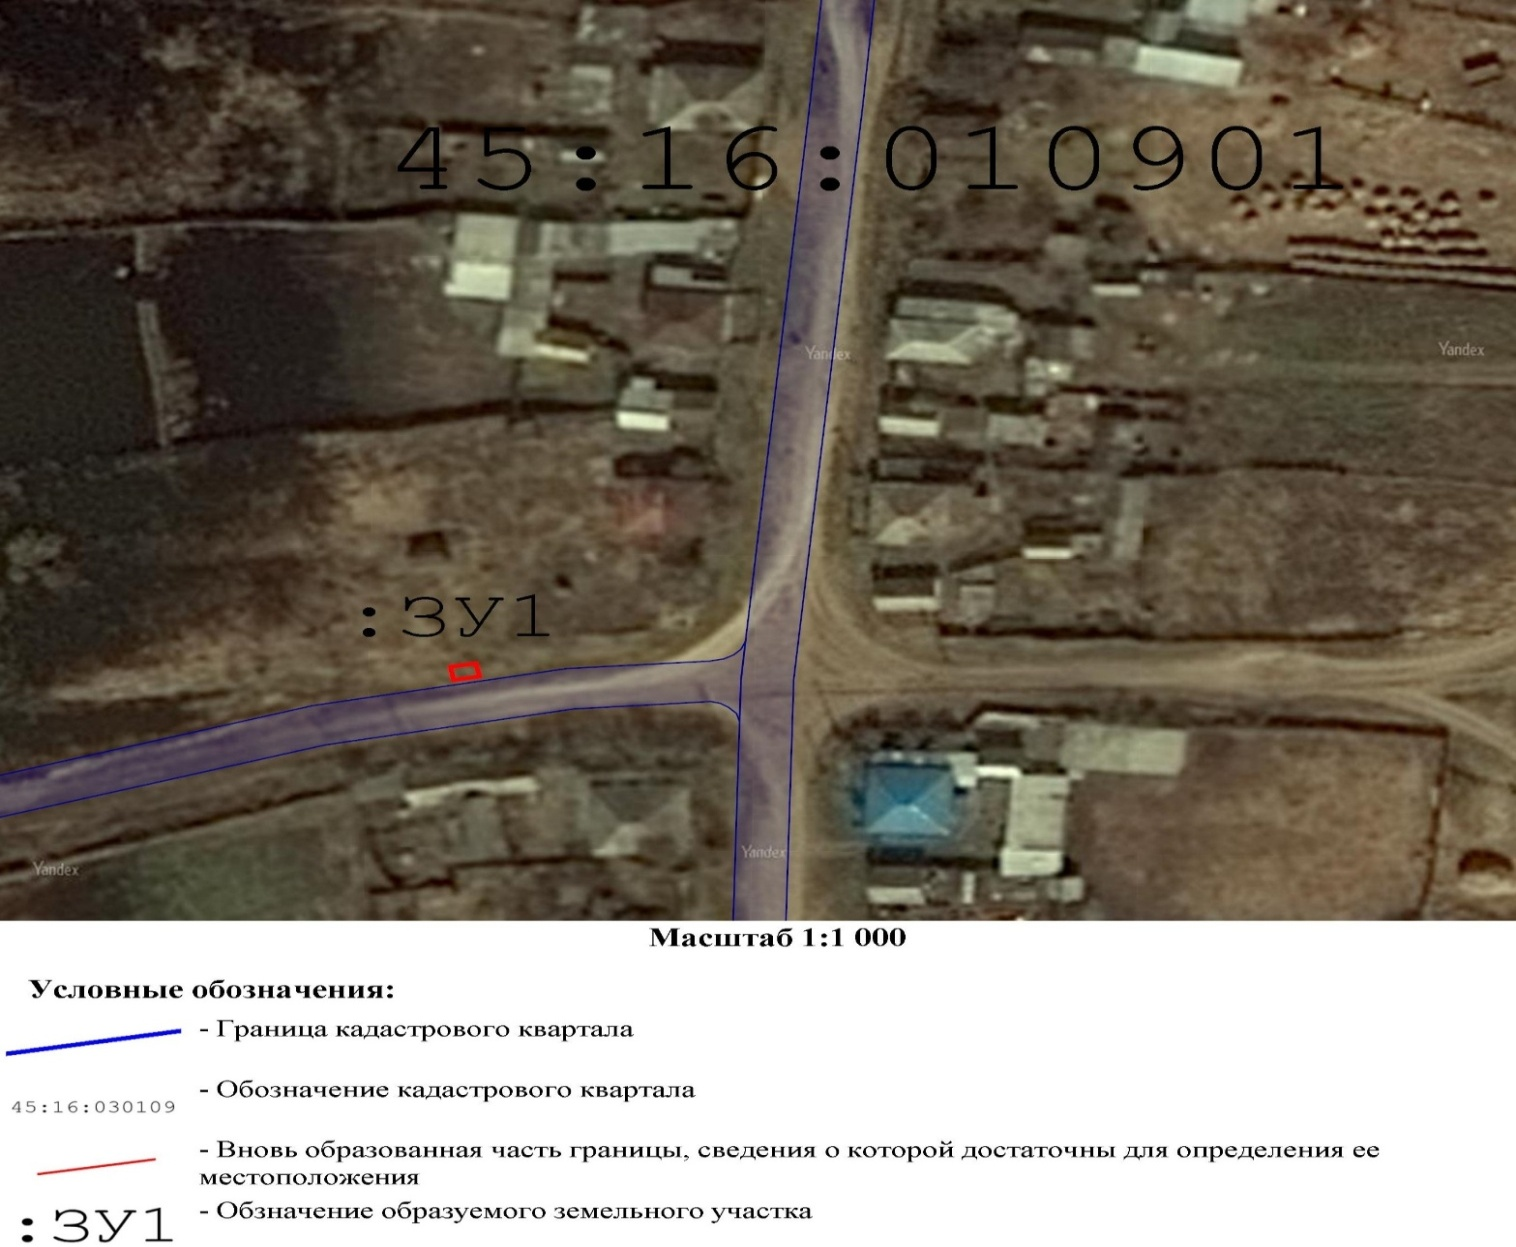 45:16:010901
Yandex
Yandex
:ЗУ1
Yandex
Yandex
Масштаб 1:1 000
Условные обозначения:
- Граница кадастрового квартала
- Обозначение кадастрового квартала
45:16:030109
- Вновь образованная часть границы, сведения о которой достаточны для определения ее
местоположения
:ЗУ1 - Обзначение образуемого земельного участка